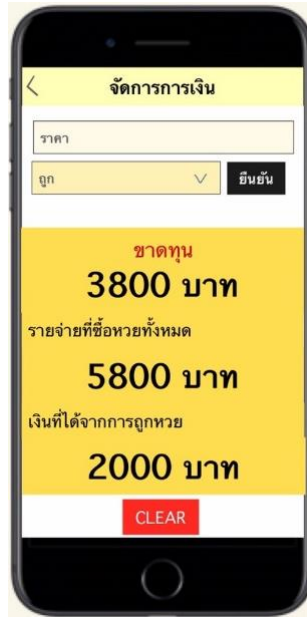 จัดการการเงิน
ราคา
ถูก
ยืนยัน
ขาดทุน
3800 บาท
รายจ่ายที่ซื้อหวยทั้งหมด
5800 บาท
เงินที่ได้จากการถูกหวย
2000 บาท
CLEAR